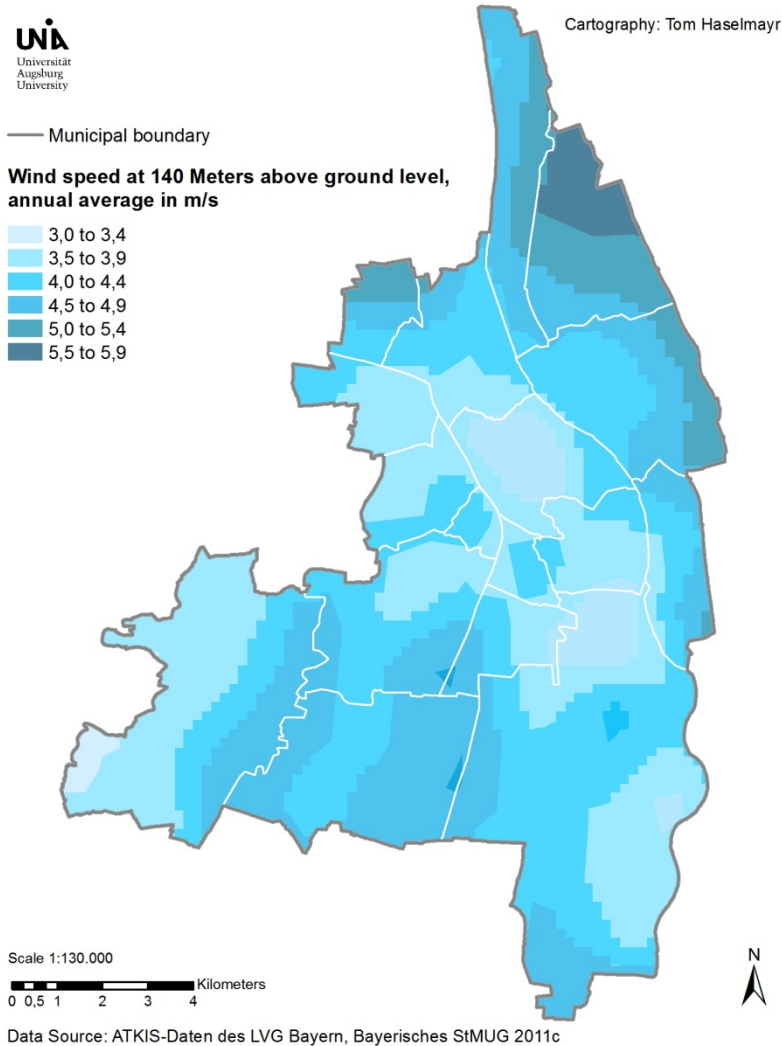 Cartography: Tom Haselmayr
UNIA
Universität
Augsburg
University
Municipal boundary
Wind speed at 140 Meters above ground level,
annual average in m/s
3,0 to 3,4
3,5 to 3,9
4,0 to 4,4
4,5 to 4,9
5,0 to 5,4
5,5 to 5,9
Scale 1:130.000
Kilometers
0 0,5 1 2 3 4
N
Data Source: ATKIS-Daten des LVG Bayern, Bayerisches StMUG 2011c